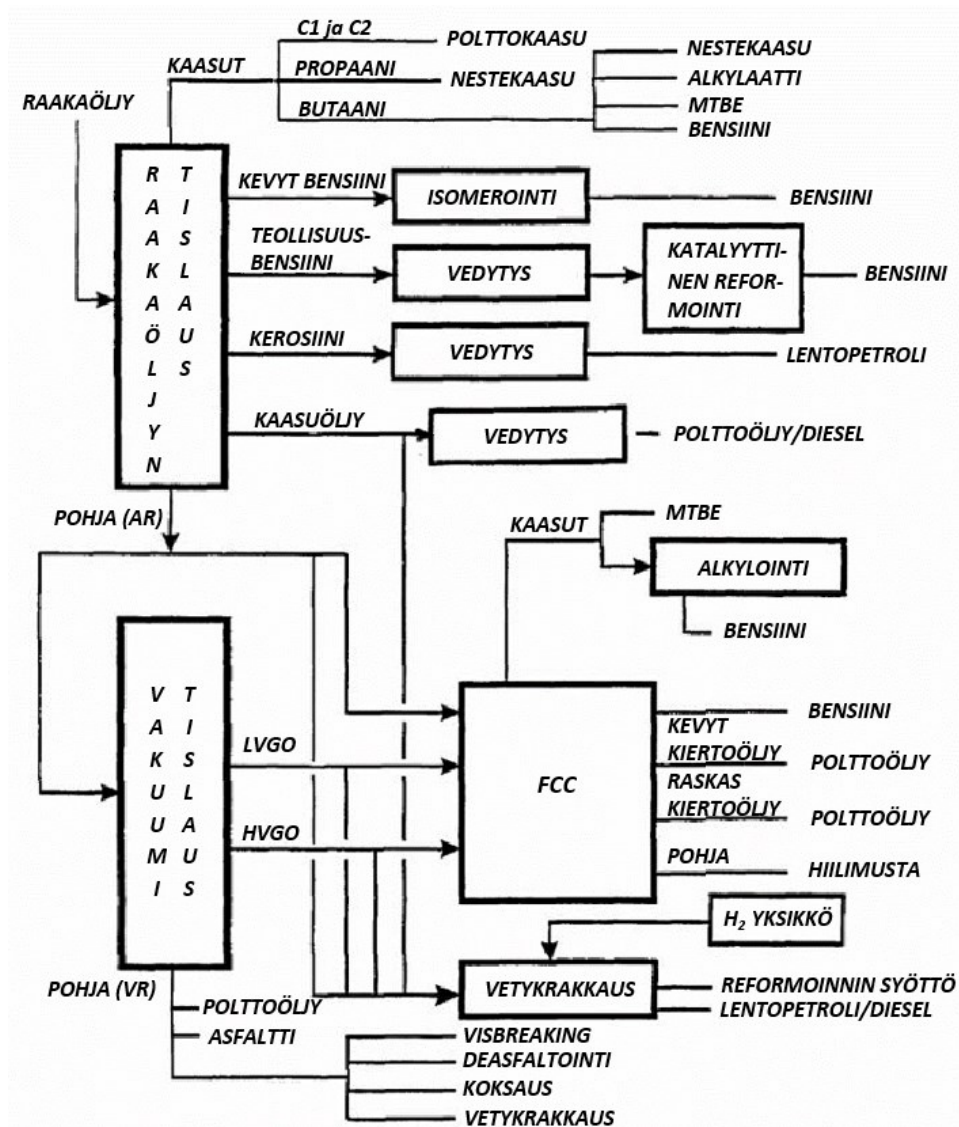 C1 ja C2
POLTTOKAASU
KAASUT
PROPAANI
NESTEKAASU
BUTAANI
NESTEKAASU
ALKYLAATTI
MTBE
BENSIINI
RAAKAÖLJY
RAAKAÖLJYN
TISLAUS
KEVYT BENSIINI
ISOMEROINTI
BENSIINI
TEOLLISUUS-
BENSIINI
VEDYTYS
KATALYYTTI-
NEN REFOR-
MOINTI
BENSIINI
KEROSIINI
VEDYTYS
LENTOPETROLI
KAASUÖLJY
VEDYTYS
POLTTOÖLJY/DIESEL
POHJA (AR)
KAASUT
MTBE
ALKYLOINTI
BENSIINI
VAKUUMI
TISLAUS
LVGO
HVGO
FCC
BENSIINI
KEVYT
KIERTOÖLJY
POLTTOÖLJY
RASKAS
KIERTOÖLJY
POLTTOÖLJY
POHJA
HIILIMUSTA
H₂ YKSIKKÖ
VETYKRAKKAUS
REFORMOINNIN SYÖTTÖ
LENTOPETROLI/DIESEL
POHJA (VR)
POLTTOÖLJY
ASFALTTI
VISBREAKING
DEASFALTOINTI
KOKSAUS
VETYKRAKKAUS